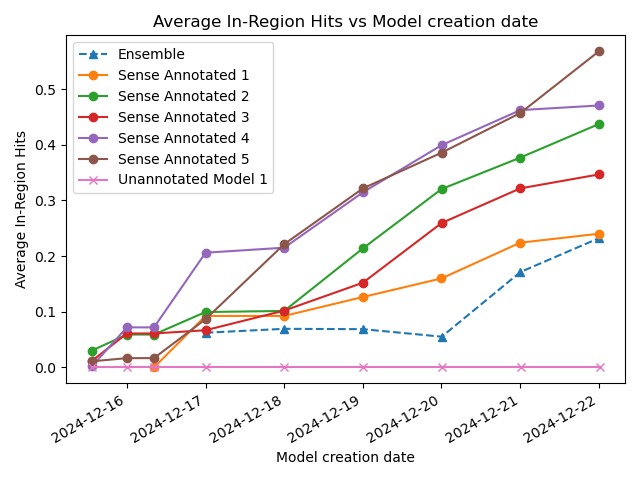 Average In-Region Hits vs Model creation date
Ensemble
Sense Annotated 1
Sense Annotated 2
Sense Annotated 3
Sense Annotated 4
Sense Annotated 5
Unannotated Model 1
Average In-Region Hits
0.5
0.4
0.3
0.2
0.1
0.0
2024-12-16
2024-12-17
2024-12-18
2024-12-19
2024-12-20
2024-12-21
2024-12-22
Model creation date